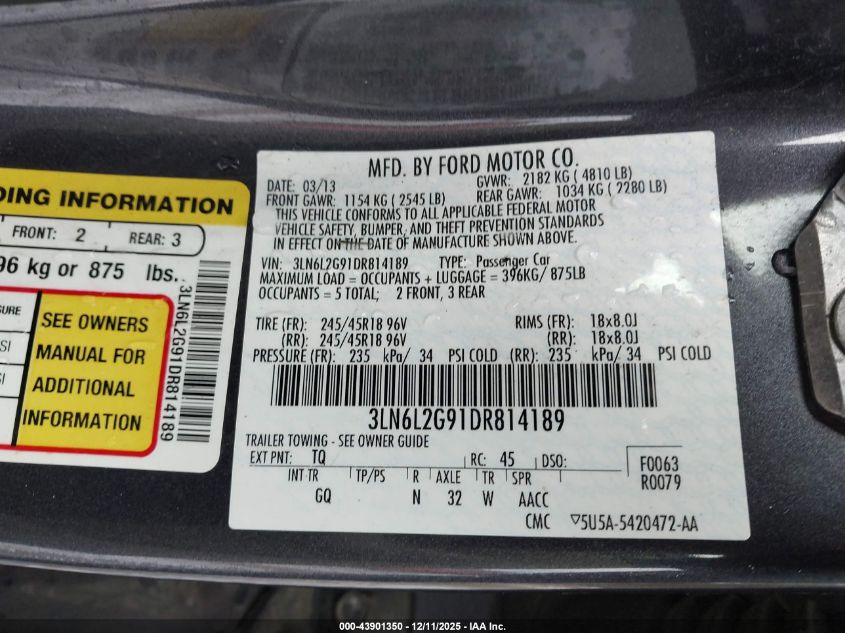 DING INFORMATION
FRONT: 2
REAR: 3
96 kg or 875 lbs.
SURE
SI
SI
SEE OWNERS
MANUAL FOR
ADDITIONAL
INFORMATION
3LN6L2G91DR814189
MFD. BY FORD MOTOR CO.
DATE: 03/13 GVWR: 2182 KG ( 4810 LB)
FRONT GAWR: 1154 KG ( 2545 LB) REAR GAWR: 1034 KG ( 2280 LB)
THIS VEHICLE CONFORMS TO ALL APPLICABLE FEDERAL MOTOR
VEHICLE SAFETY, BUMPER, AND THEFT PREVENTION STANDARDS
IN EFFECT ON THE DATE OF MANUFACTURE SHOWN ABOVE.
VIN: 3LN6L2G91DR814189 TYPE: Passenger Car
MAXIMUM LOAD = OCCUPANTS + LUGGAGE = 396KG/ 875LB
OCCUPANTS = 5 TOTAL; 2 FRONT, 3 REAR
TIRE (FR): 245/45R18 96V RIMS (FR): 18x8.0J
(RR): 245/45R18 96V (RR): 18x8.0J
PRESSURE (FR): 235 kPa/ 34 PSI COLD (RR): 235 kPa/ 34 PSI COLD
3LN6L2G91DR814189
TRAILER TOWING - SEE OWNER GUIDE
EXT PNT: TQ RC: 45 DSO: F0063
R0079
INT TR TP/PS R AXLE TR SPR
GQ N 32 W AACC
CMC ▽5U5A-5420472-AA
000-43901350 - 12/11/2025 - IAA Inc.